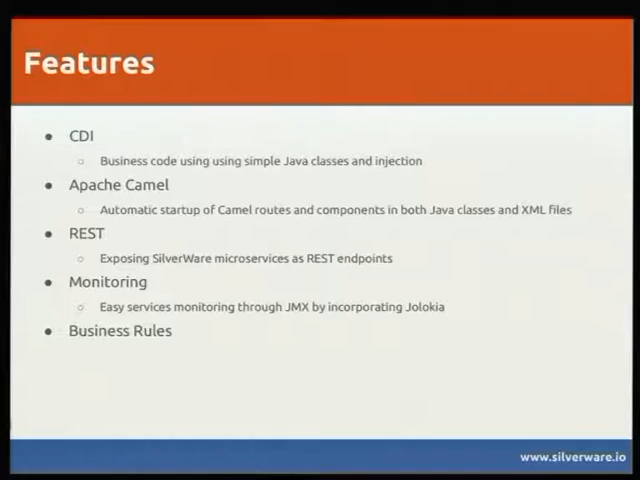 Features
● CDI
○ Business code using using simple Java classes and injection
● Apache Camel
○ Automatic startup of Camel routes and components in both Java classes and XML files
● REST
○ Exposing SilverWare microservices as REST endpoints
● Monitoring
○ Easy services monitoring through JMX by incorporating Jolokia
● Business Rules
www.silverware.io